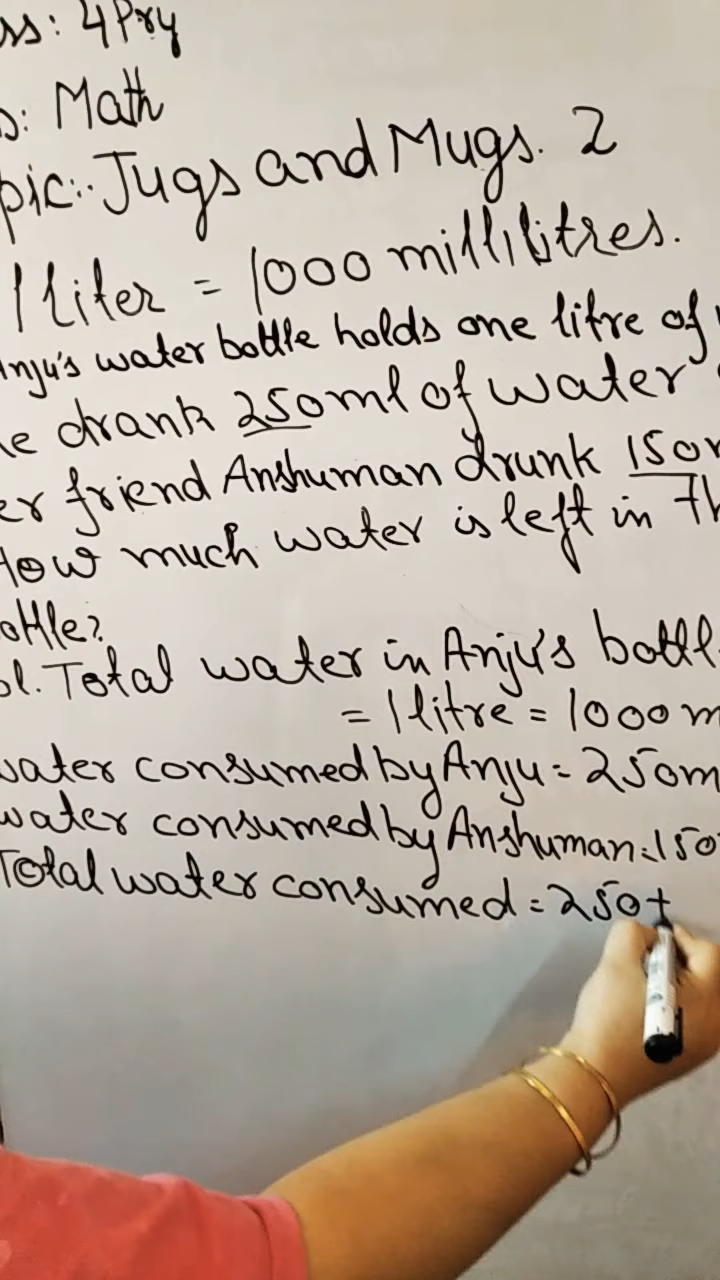 ss: 4 Pry
: Math
pic:. Jugs and Mugs. 2
1 liter = 1000 millilitres.
Anju's water bottle holds one litre of
e drank 250ml of water
er friend Anshuman drunk 150m
How much water is left in Th
ottle?
ol. Total water in Anju's bottl
= 1 litre = 1000 m
water consumed by Anju = 250m
water consumed by Anshuman = 150
Total water consumed = 250+